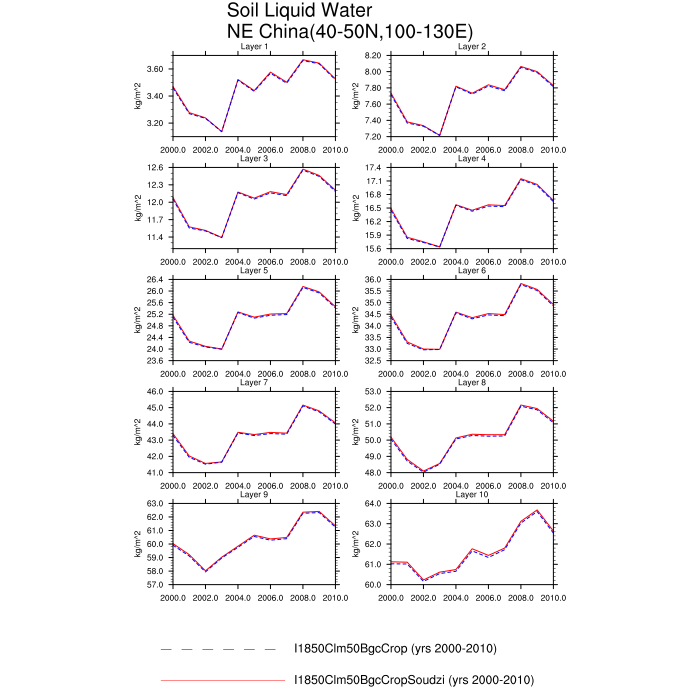 Soil Liquid Water
NE China(40-50N,100-130E)
Layer 1
Layer 2
kg/m^2
3.60
3.40
3.20
2000.0 2002.0 2004.0 2006.0 2008.0 2010.0
kg/m^2
8.20
8.00
7.80
7.60
7.40
7.20
2000.0 2002.0 2004.0 2006.0 2008.0 2010.0
Layer 3
Layer 4
kg/m^2
12.6
12.3
12.0
11.7
11.4
2000.0 2002.0 2004.0 2006.0 2008.0 2010.0
kg/m^2
17.4
17.1
16.8
16.5
16.2
15.9
15.6
2000.0 2002.0 2004.0 2006.0 2008.0 2010.0
Layer 5
Layer 6
kg/m^2
26.4
26.0
25.6
25.2
24.8
24.4
24.0
23.6
2000.0 2002.0 2004.0 2006.0 2008.0 2010.0
kg/m^2
36.0
35.5
35.0
34.5
34.0
33.5
33.0
32.5
2000.0 2002.0 2004.0 2006.0 2008.0 2010.0
Layer 7
Layer 8
kg/m^2
46.0
45.0
44.0
43.0
42.0
41.0
2000.0 2002.0 2004.0 2006.0 2008.0 2010.0
kg/m^2
53.0
52.0
51.0
50.0
49.0
48.0
2000.0 2002.0 2004.0 2006.0 2008.0 2010.0
Layer 9
Layer 10
kg/m^2
63.0
62.0
61.0
60.0
59.0
58.0
57.0
2000.0 2002.0 2004.0 2006.0 2008.0 2010.0
kg/m^2
64.0
63.0
62.0
61.0
60.0
2000.0 2002.0 2004.0 2006.0 2008.0 2010.0
I1850Clm50BgcCrop (yrs 2000-2010)
I1850Clm50BgcCropSoudzi (yrs 2000-2010)